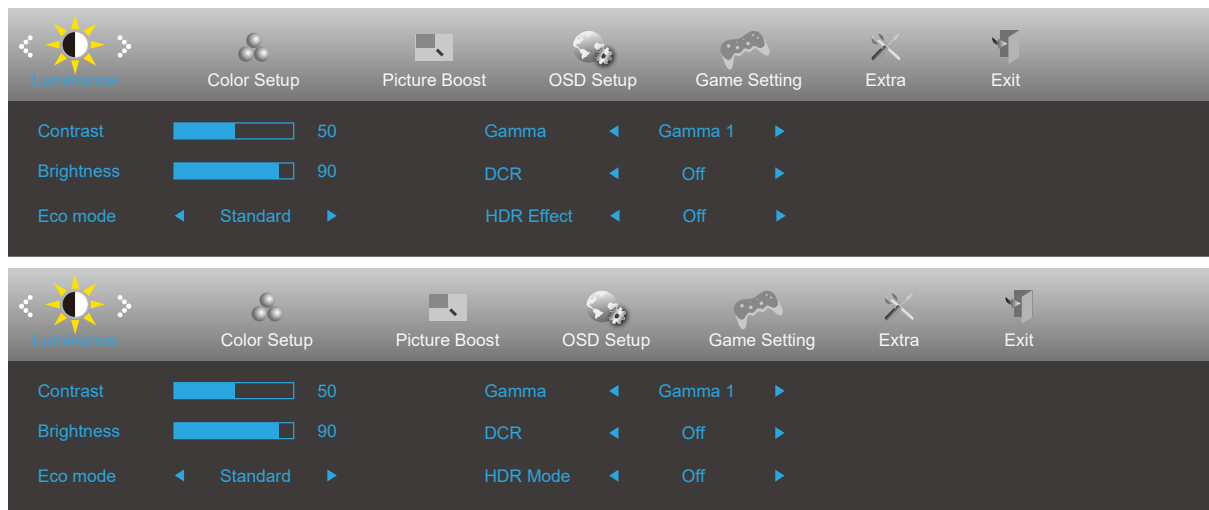 Luminance Color Setup Picture Boost OSD Setup Game Setting Extra Exit
Contrast 50 Gamma Gamma 1
Brightness 90 DCR Off
Eco mode Standard HDR Effect Off
Luminance Color Setup Picture Boost OSD Setup Game Setting Extra Exit
Contrast 50 Gamma Gamma 1
Brightness 90 DCR Off
Eco mode Standard HDR Mode Off